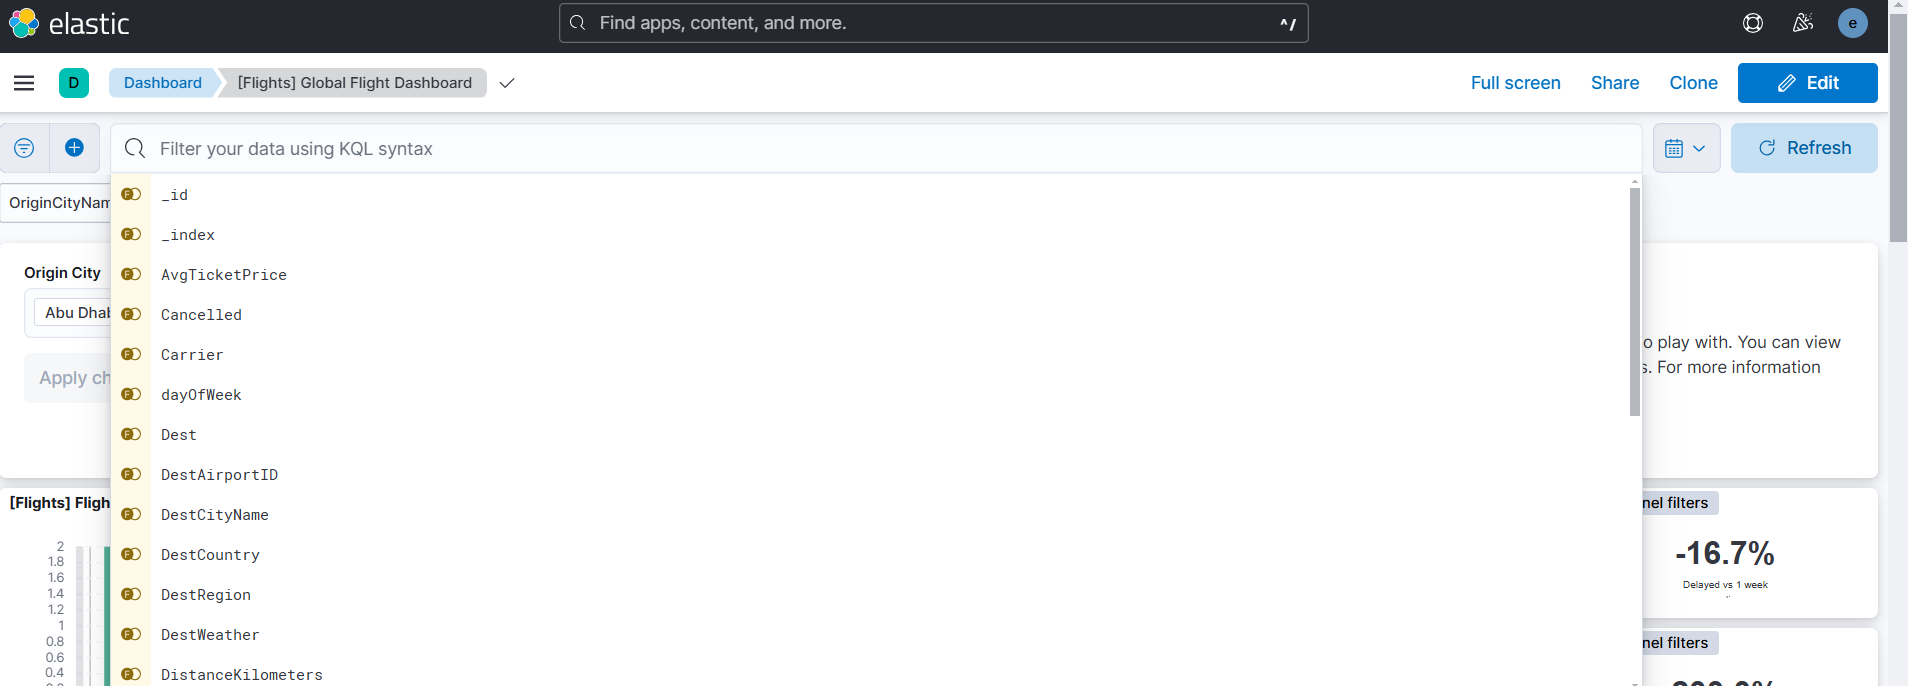 elastic
Find apps, content, and more.
^/
e
D
Dashboard
[Flights] Global Flight Dashboard
Full screen
Share
Clone
Edit
Filter your data using KQL syntax
Refresh
OriginCityNam
_id
_index
AvgTicketPrice
Cancelled
Carrier
dayOfWeek
Dest
DestAirportID
DestCityName
DestCountry
DestRegion
DestWeather
DistanceKilometers
Origin City
Abu Dhab
Apply ch
o play with. You can view
s. For more information
[Flights] Fligh
2
1.8
1.6
1.4
1.2
1
0.8
0.6
0.4
nel filters
-16.7%
Delayed vs 1 week
nel filters